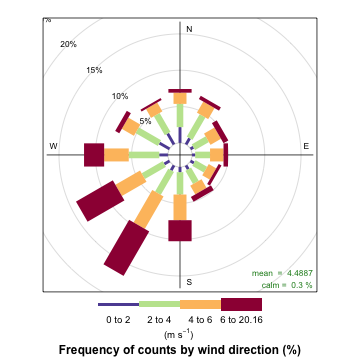 %
20%
N
15%
10%
5%
W
E
S
mean = 4.4887
calm = 0.3 %
0 to 2 2 to 4 4 to 6 6 to 20.16
(m s⁻¹)
Frequency of counts by wind direction (%)